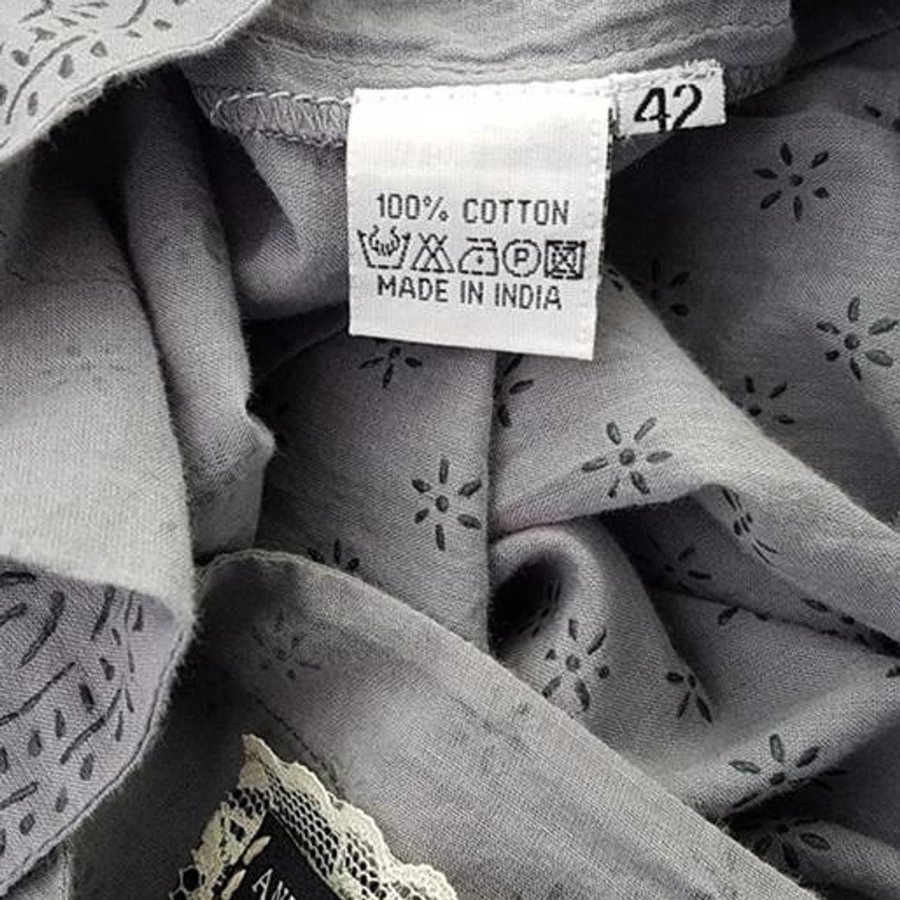 42
100% COTTON
P
MADE IN INDIA